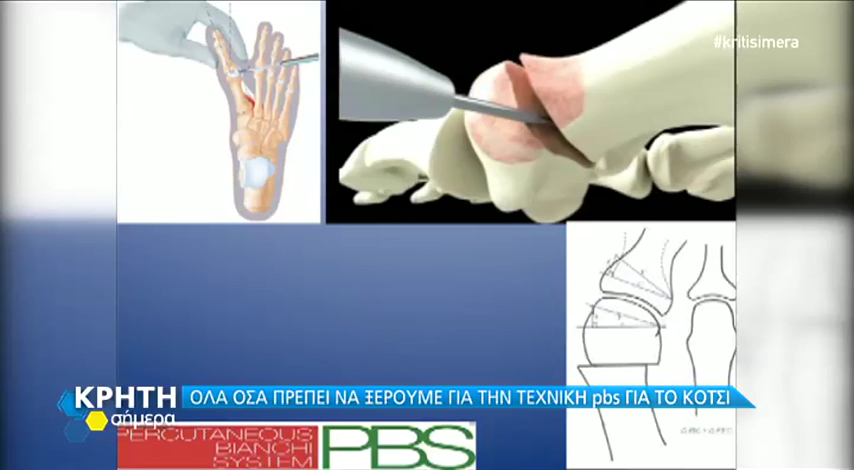 #kritisimera
ΚΡΗΤΗ
σήμερα
ΟΛΑ ΟΣΑ ΠΡΕΠΕΙ ΝΑ ΞΕΡΟΥΜΕ ΓΙΑ ΤΗΝ ΤΕΧΝΙΚΗ pbs ΓΙΑ ΤΟ ΚΟΤΣΙ
PERCUTANEOUS
BIANCHI
SYSTEM
PBS